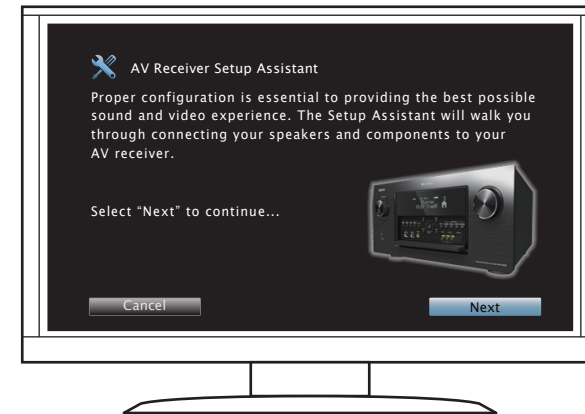 AV Receiver Setup Assistant
Proper configuration is essential to providing the best possible
sound and video experience. The Setup Assistant will walk you
through connecting your speakers and components to your
AV receiver.
Select “Next” to continue...
Cancel
Next